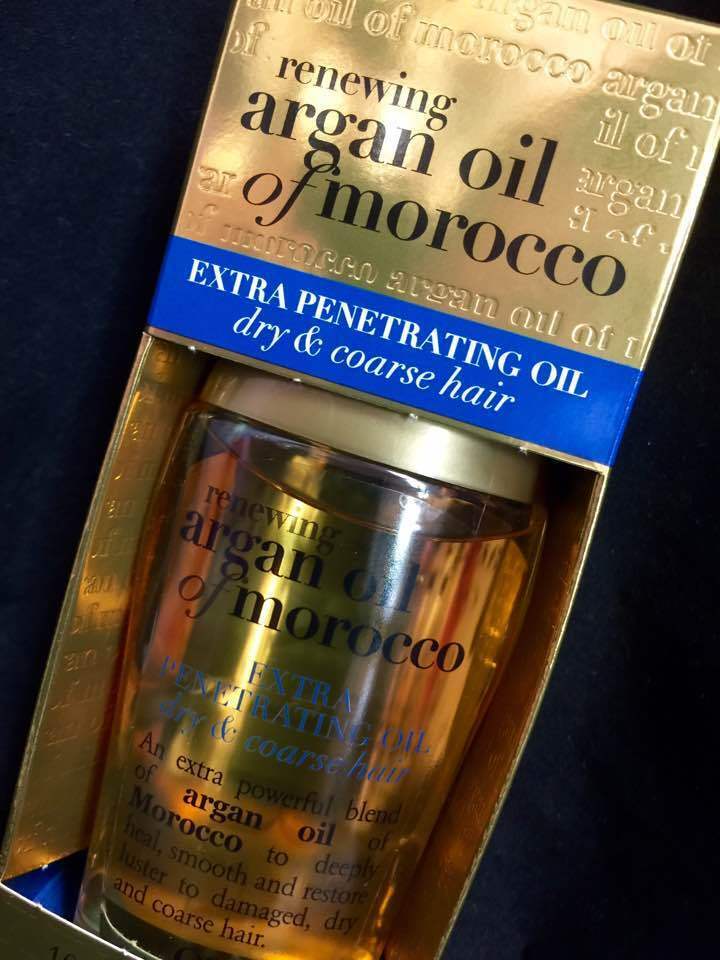 renewing
argan oil
of morocco
EXTRA PENETRATING OIL
dry & coarse hair
renewing
argan oil
of morocco
EXTRA
PENETRATING OIL
dry & coarse hair
An extra powerful blend
of argan oil of
Morocco to deeply
heal, smooth and restore
luster to damaged, dry
and coarse hair.